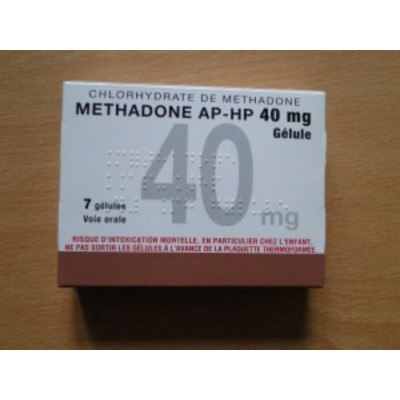 CHLORHYDRATE DE METHADONE
METHADONE AP-HP 40 mg
Gélule
40 mg
7 gélules
Voie orale
RISQUE D'INTOXICATION MORTELLE, EN PARTICULIER CHEZ L'ENFANT.
NE PAS SORTIR LES GÉLULES À L'AVANCE DE LA PLAQUETTE THERMOFORMÉE.